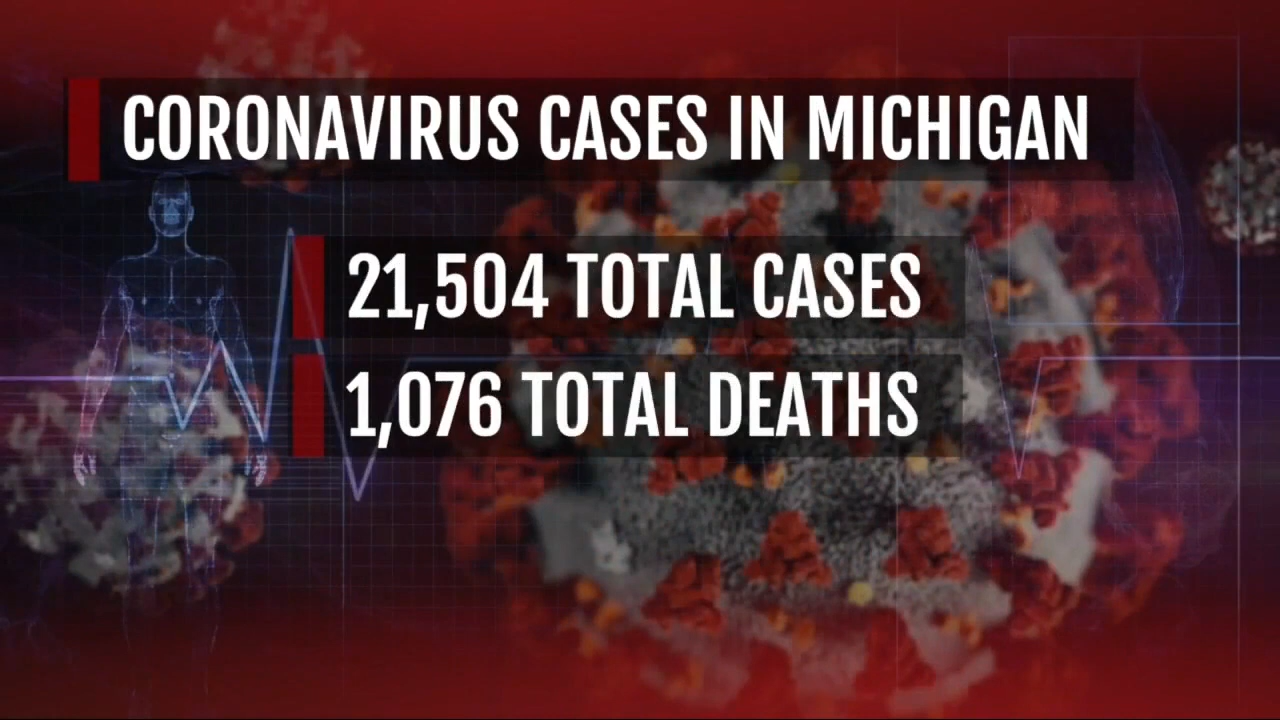 CORONAVIRUS CASES IN MICHIGAN
21,504 TOTAL CASES
1,076 TOTAL DEATHS